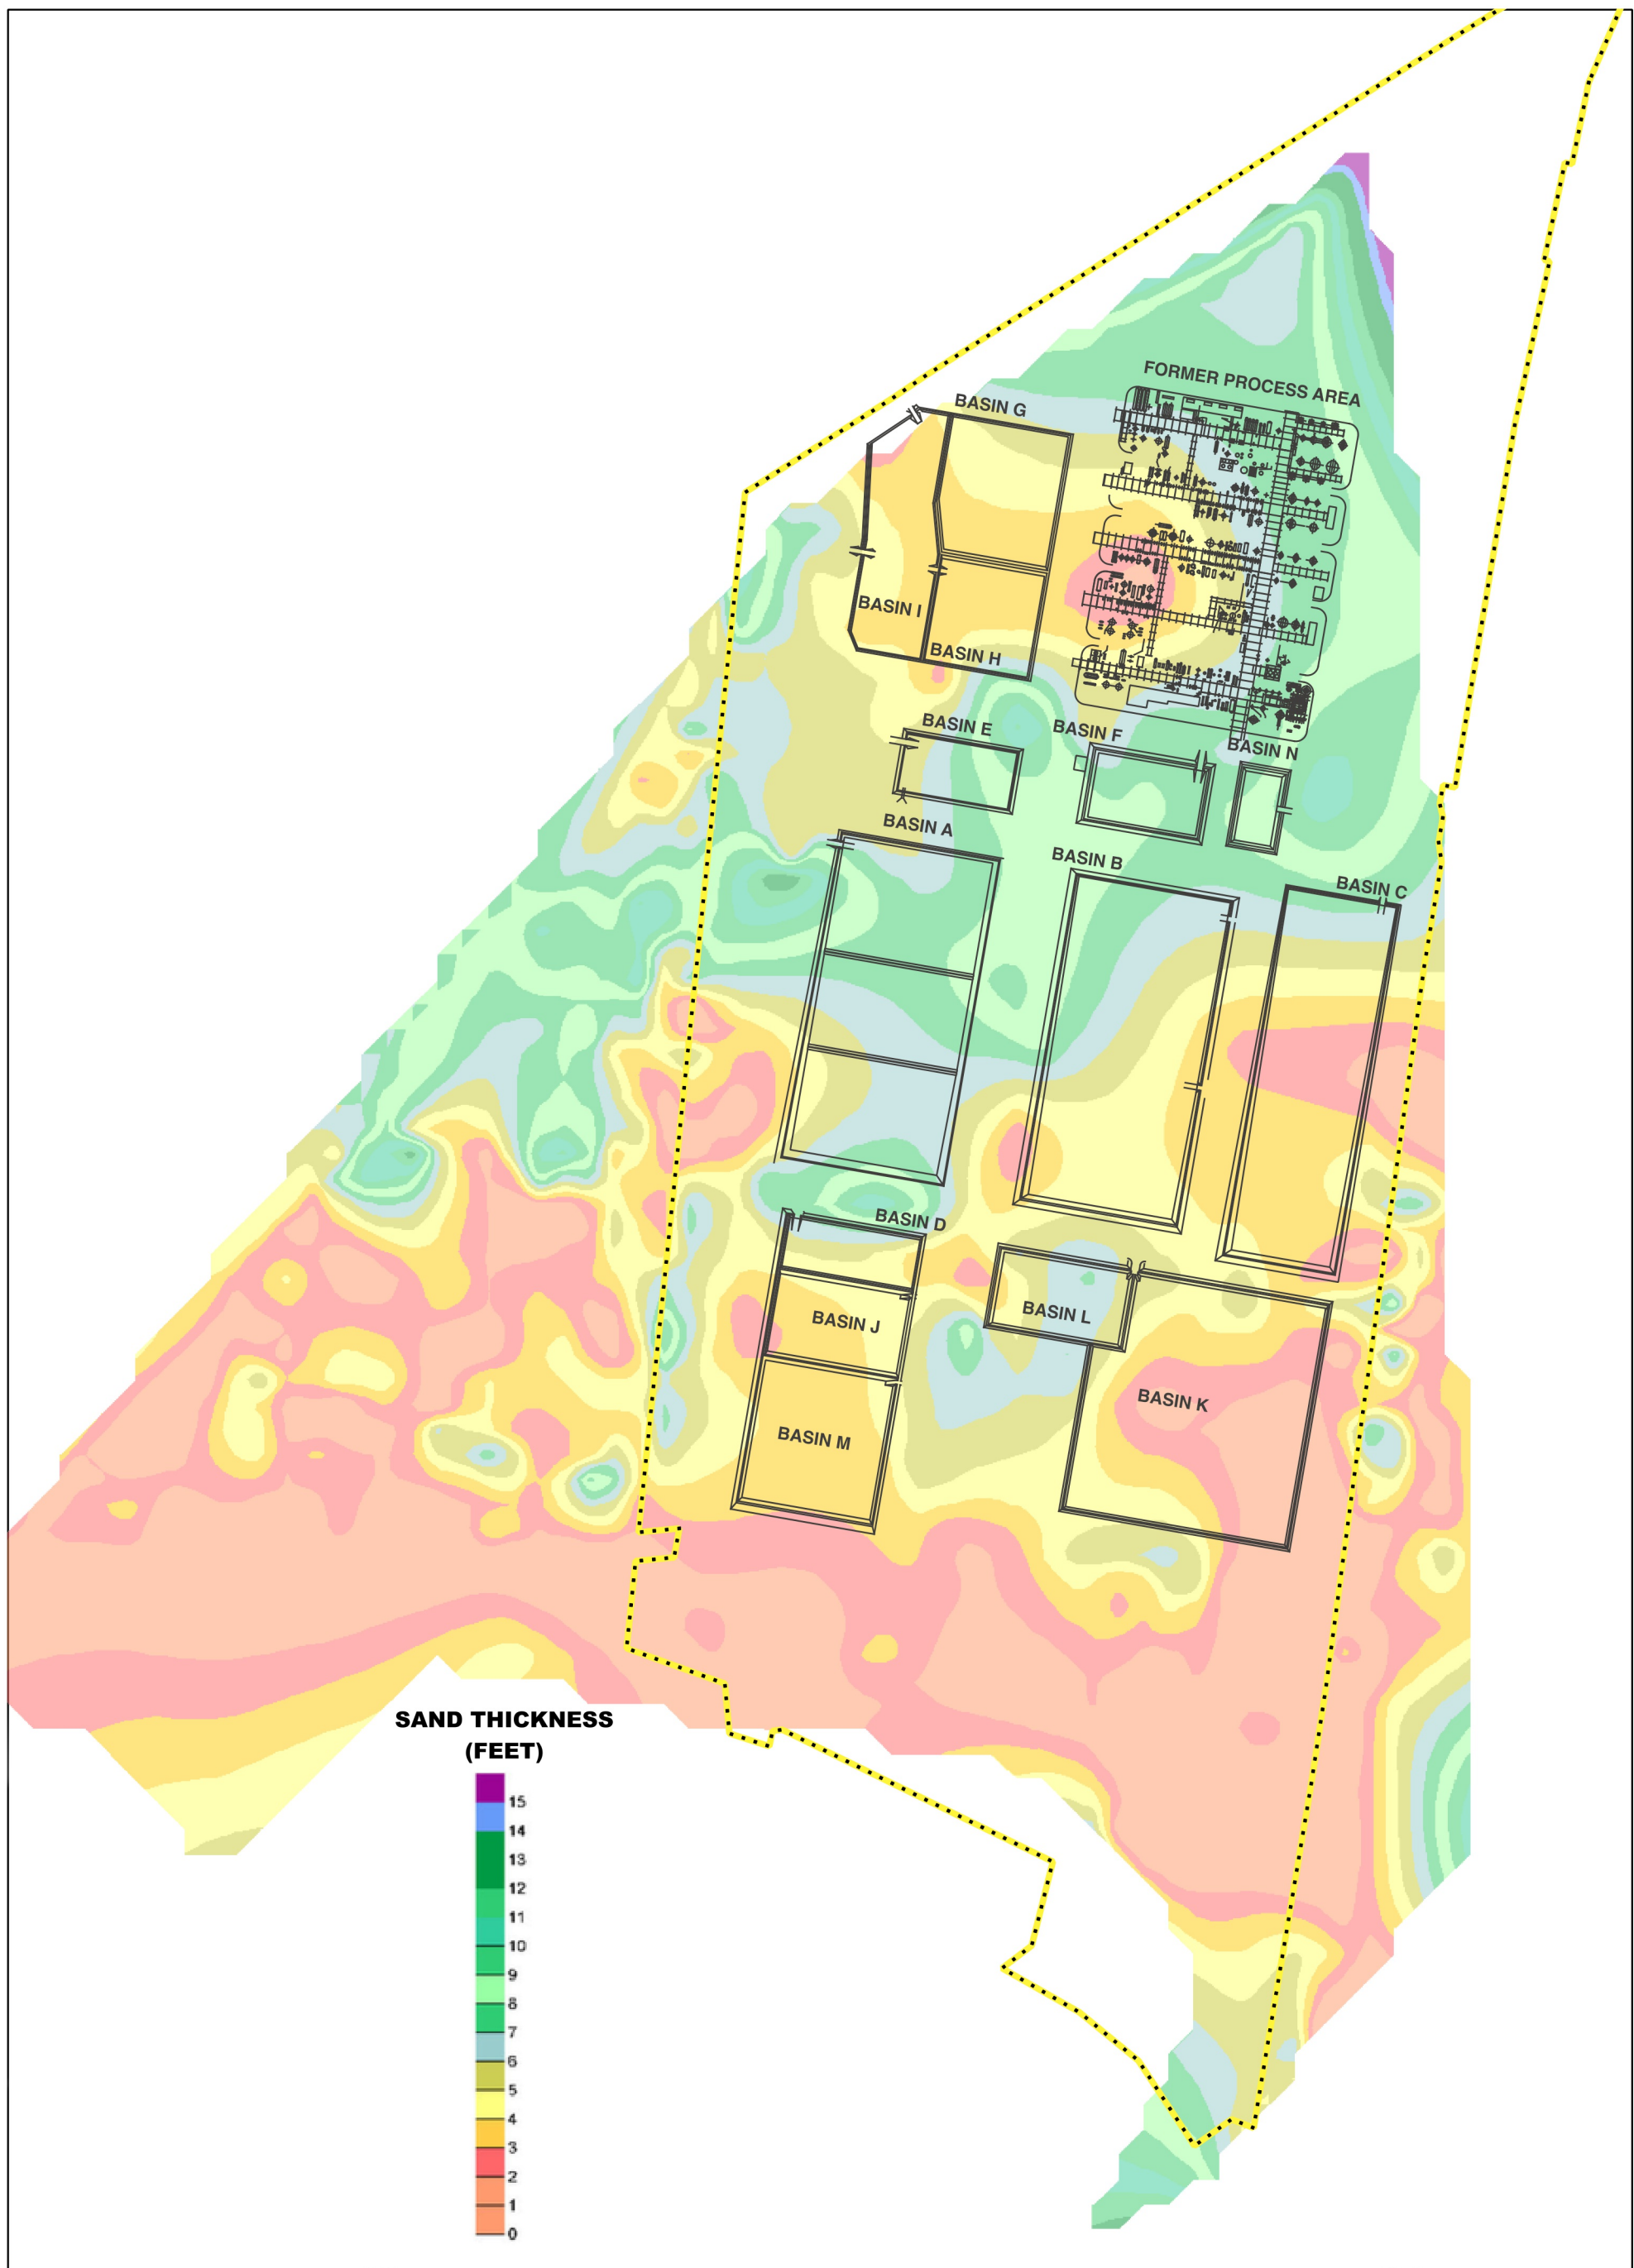 FORMER PROCESS AREA
BASIN G
BASIN I
BASIN H
BASIN E
BASIN F
BASIN N
BASIN A
BASIN B
BASIN C
BASIN D
BASIN L
BASIN J
BASIN K
BASIN M
SAND THICKNESS
(FEET)
15
14
13
12
11
10
9
8
7
6
5
4
3
2
1
0